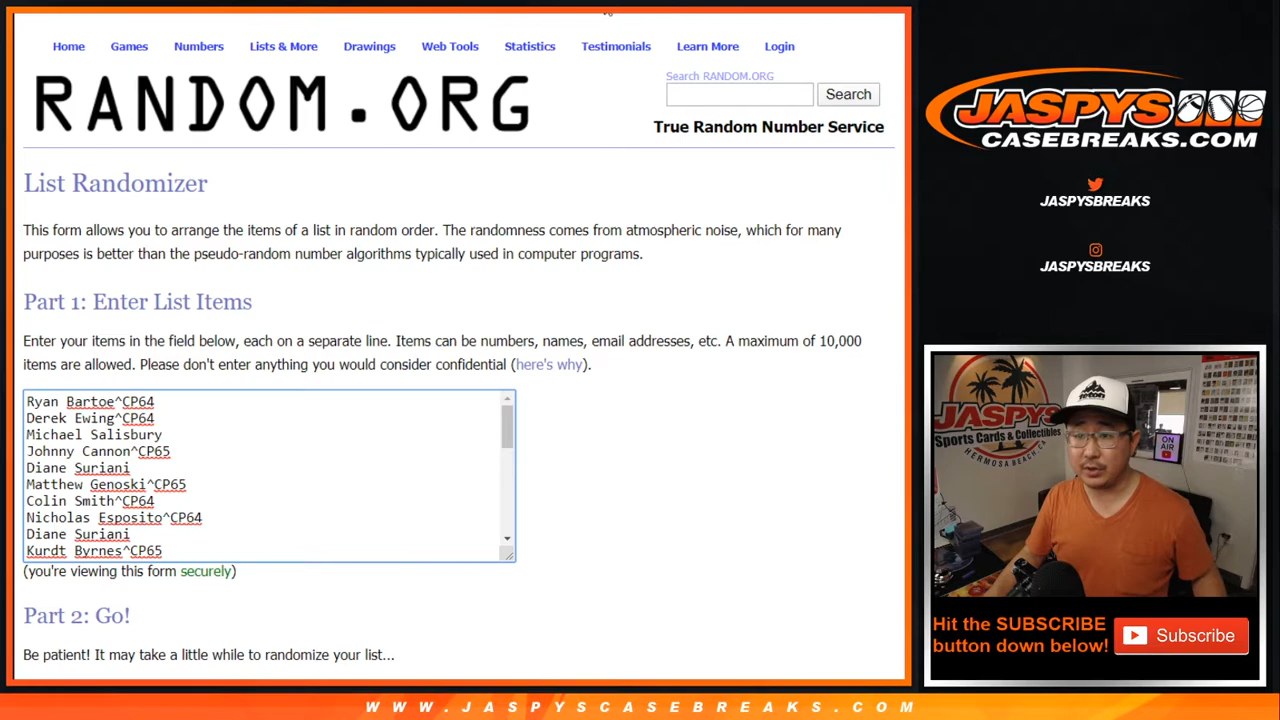 Home Games Numbers Lists & More Drawings Web Tools Statistics Testimonials Learn More Login
RANDOM.ORG
Search RANDOM.ORG
Search
True Random Number Service
List Randomizer
This form allows you to arrange the items of a list in random order. The randomness comes from atmospheric noise, which for many
purposes is better than the pseudo-random number algorithms typically used in computer programs.
Part 1: Enter List Items
Enter your items in the field below, each on a separate line. Items can be numbers, names, email addresses, etc. A maximum of 10,000
items are allowed. Please don't enter anything you would consider confidential (here's why).
Ryan Bartoe^CP64
Derek Ewing^CP64
Michael Salisbury
Johnny Cannon^CP65
Diane Suriani
Matthew Genoski^CP65
Colin Smith^CP64
Nicholas Esposito^CP64
Diane Suriani
Kurdt Byrnes^CP65
(you're viewing this form securely)
Part 2: Go!
Be patient! It may take a little while to randomize your list...
JASPYS
CASEBREAKS.COM
JASPYSBREAKS
JASPYSBREAKS
JASPYS
Sports Cards & Collectibles
HERMOSA BEACH, CA
TETON
ON
AIR
Hit the SUBSCRIBE
button down below!
Subscribe
WWW.JASPYSCASEBREAKS.COM